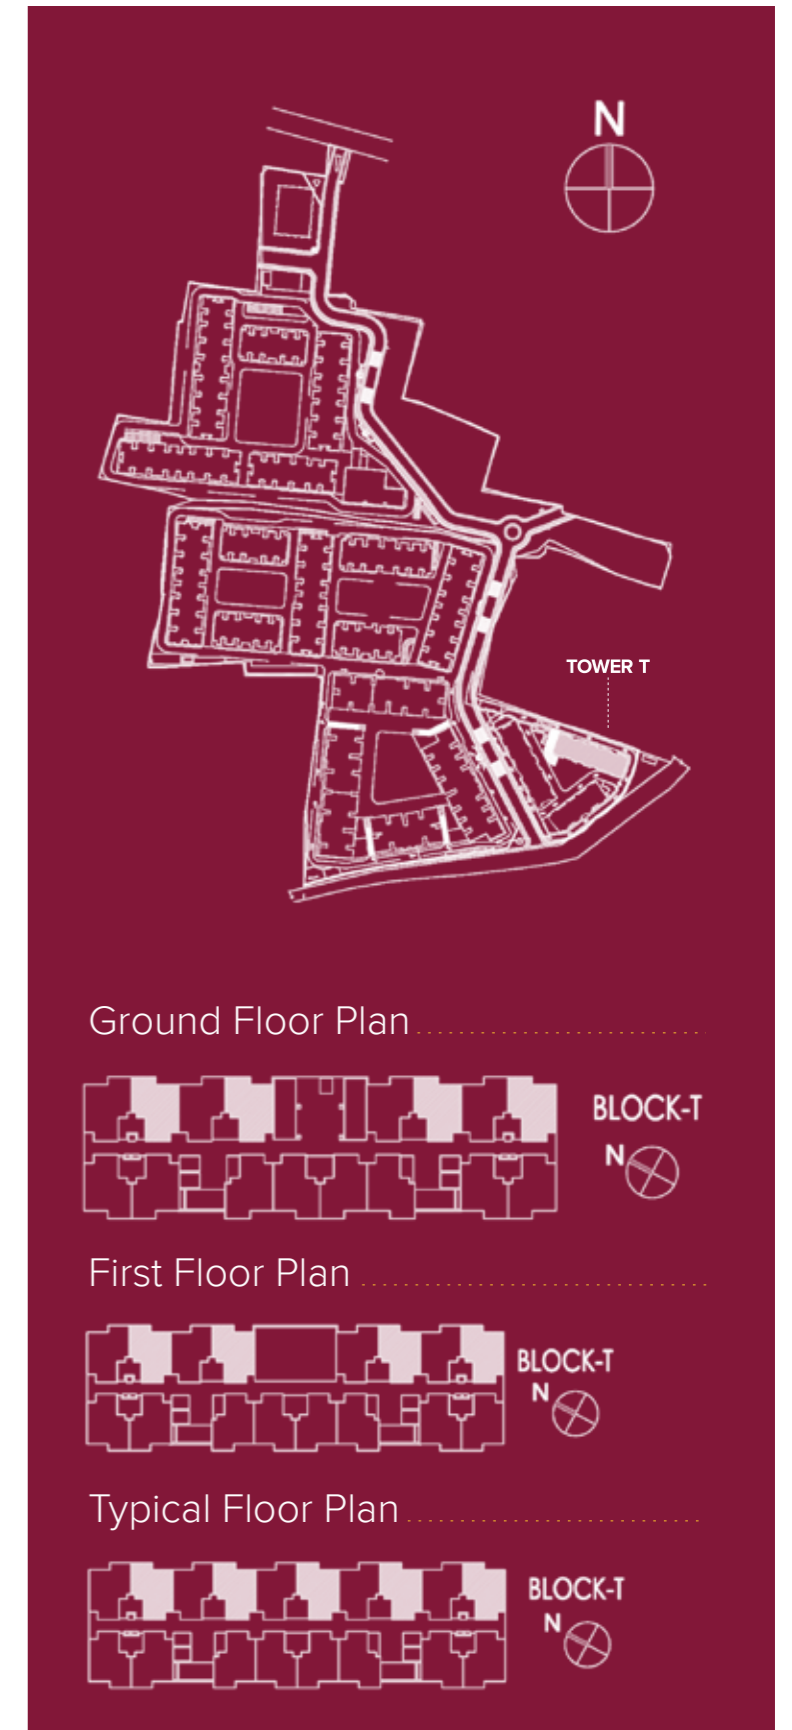 N
TOWER T
Ground Floor Plan
BLOCK-T
N
First Floor Plan
BLOCK-T
N
Typical Floor Plan
BLOCK-T
N